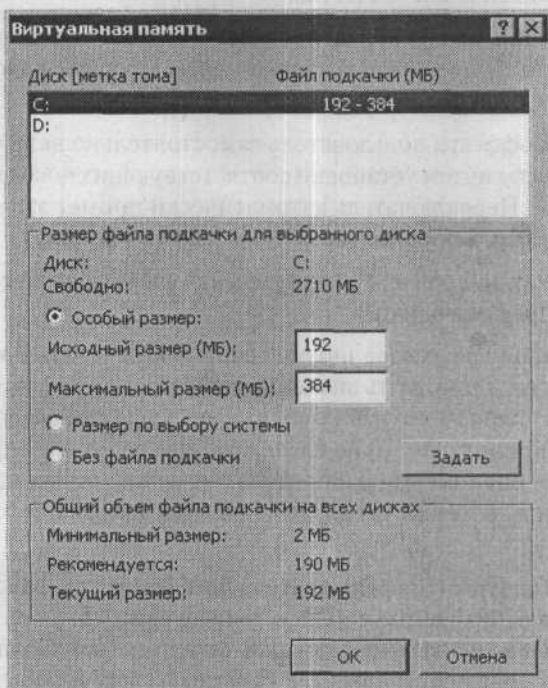 Виртуальная память
Диск [метка тома] Файл подкачки (МБ)
C: 192 - 384
D:
Размер файла подкачки для выбранного диска
Диск: C:
Свободно: 2710 МБ
Особый размер:
Исходный размер (МБ): 192
Максимальный размер (МБ): 384
Размер по выбору системы
Без файла подкачки Задать
Общий объем файла подкачки на всех дисках
Минимальный размер: 2 МБ
Рекомендуется: 190 МБ
Текущий размер: 192 МБ
ОК Отмена